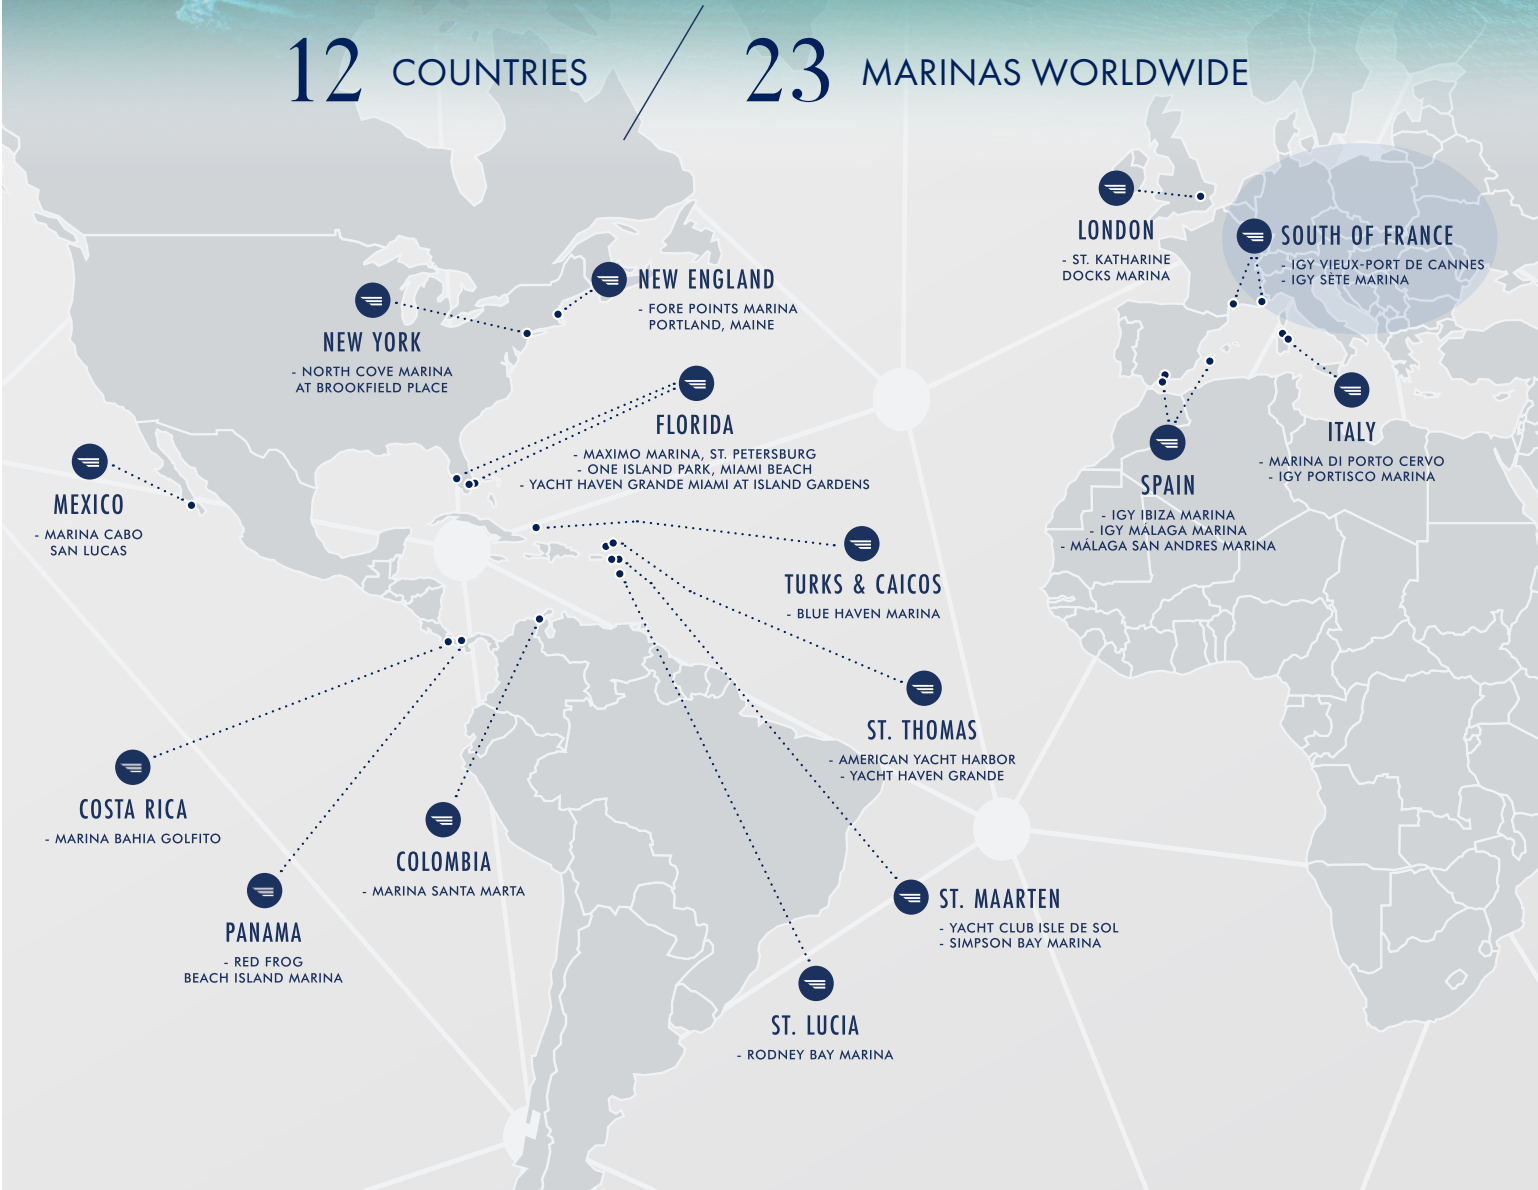 12 COUNTRIES / 23 MARINAS WORLDWIDE
LONDON
- ST. KATHARINE
DOCKS MARINA
SOUTH OF FRANCE
- IGY VIEUX-PORT DE CANNES
- IGY SÈTE MARINA
NEW ENGLAND
- FORE POINTS MARINA
PORTLAND, MAINE
NEW YORK
- NORTH COVE MARINA
AT BROOKFIELD PLACE
FLORIDA
- MAXIMO MARINA, ST. PETERSBURG
- ONE ISLAND PARK, MIAMI BEACH
- YACHT HAVEN GRANDE MIAMI AT ISLAND GARDENS
ITALY
- MARINA DI PORTO CERVO
- IGY PORTISCO MARINA
MEXICO
- MARINA CABO
SAN LUCAS
SPAIN
- IGY IBIZA MARINA
- IGY MÁLAGA MARINA
- MÁLAGA SAN ANDRES MARINA
TURKS & CAICOS
- BLUE HAVEN MARINA
ST. THOMAS
- AMERICAN YACHT HARBOR
- YACHT HAVEN GRANDE
COSTA RICA
- MARINA BAHIA GOLFITO
COLOMBIA
- MARINA SANTA MARTA
ST. MAARTEN
- YACHT CLUB ISLE DE SOL
- SIMPSON BAY MARINA
PANAMA
- RED FROG
BEACH ISLAND MARINA
ST. LUCIA
- RODNEY BAY MARINA